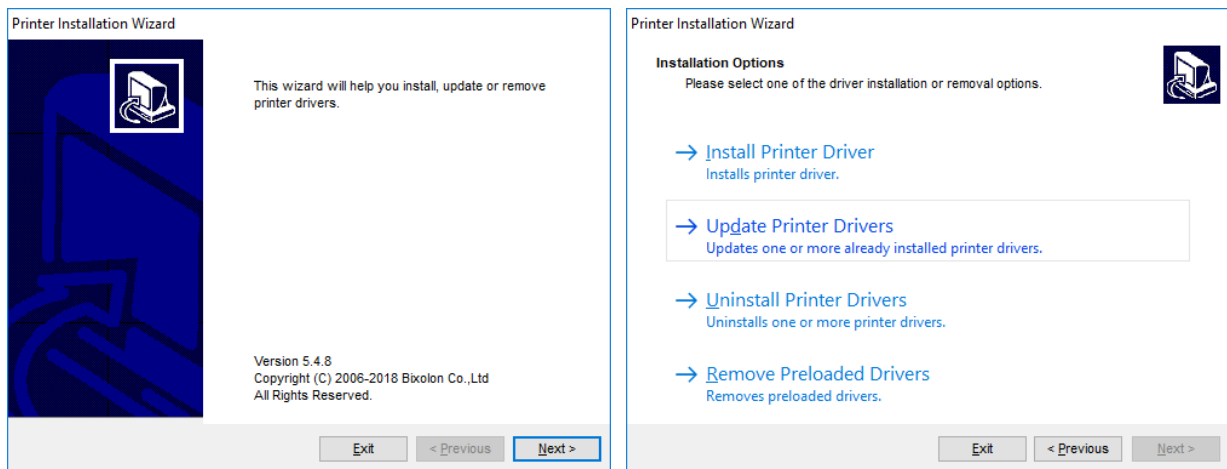 Printer Installation Wizard
This wizard will help you install, update or remove
printer drivers.
Version 5.4.8
Copyright (C) 2006-2018 Bixolon Co.,Ltd
All Rights Reserved.
Exit
< Previous
Next >
Printer Installation Wizard
Installation Options
Please select one of the driver installation or removal options.
Install Printer Driver
Installs printer driver.
Update Printer Drivers
Updates one or more already installed printer drivers.
Uninstall Printer Drivers
Uninstalls one or more printer drivers.
Remove Preloaded Drivers
Removes preloaded drivers.
Exit
< Previous
Next >